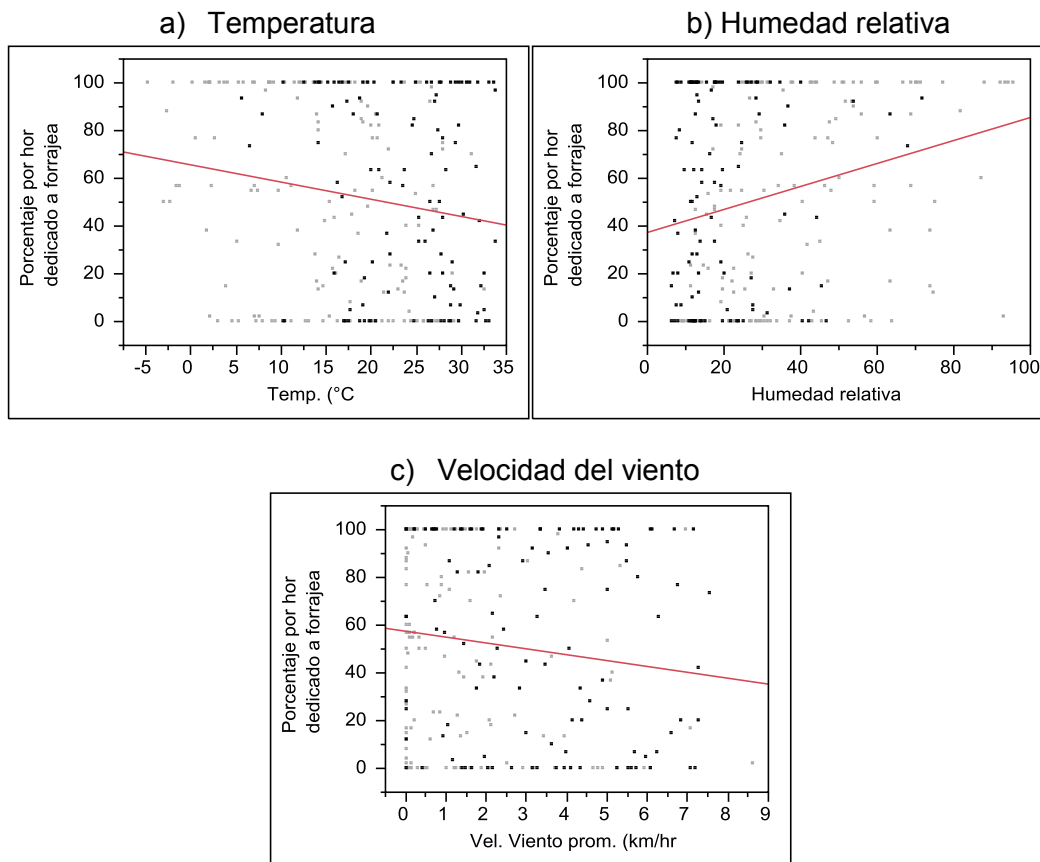 a) Temperatura
Porcentaje por hor
dedicado a forrajea
100
80
60
40
20
0
-5 0 5 10 15 20 25 30 35
Temp. (°C
b) Humedad relativa
Porcentaje por hor
dedicado a forrajea
100
80
60
40
20
0
0 20 40 60 80 100
Humedad relativa
c) Velocidad del viento
Porcentaje por hor
dedicado a forrajea
100
80
60
40
20
0
0 1 2 3 4 5 6 7 8 9
Vel. Viento prom. (km/hr